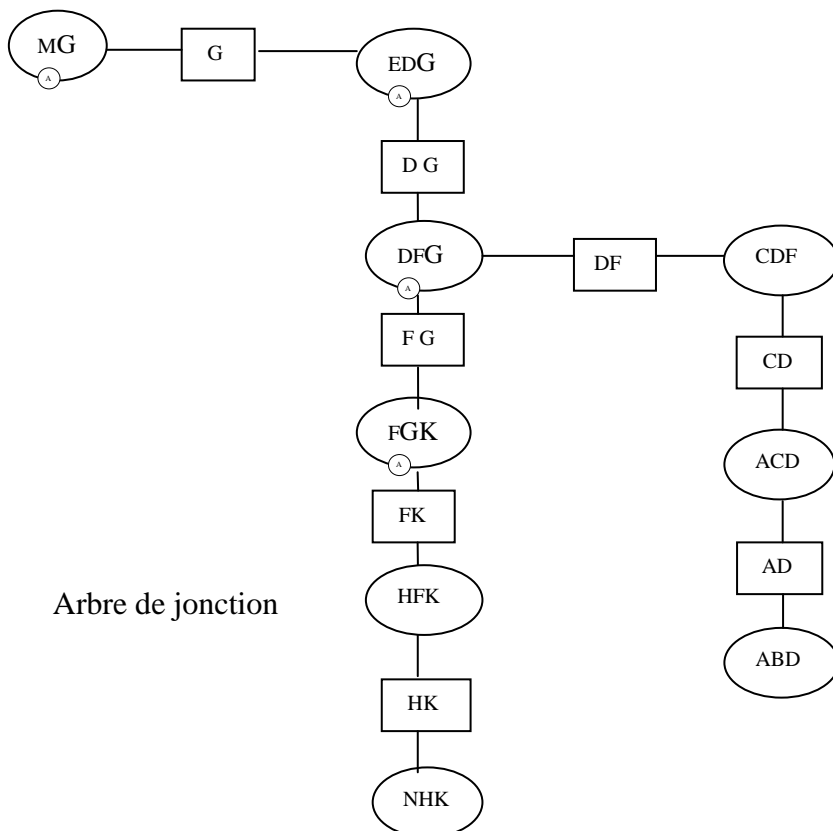 MG
G
EDG
A
A
D G
DFG
DF
CDF
A
F G
CD
FGK
ACD
A
FK
AD
Arbre de jonction
HFK
ABD
HK
NHK